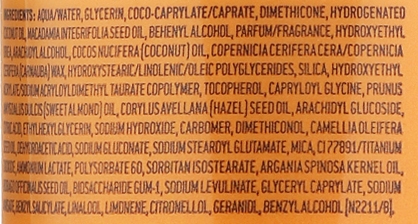 INGREDIENTS: AQUA/WATER, GLYCERIN, COCO-CAPRYLATE/CAPRATE, DIMETHICONE, HYDROGENATED
COCONUT OIL, MACADAMIA INTEGRIFOLIA SEED OIL, BEHENYL ALCOHOL, PARFUM/FRAGRANCE, HYDROXYETHYL
UREA, ARACHIDYL ALCOHOL, COCOS NUCIFERA (COCONUT) OIL, COPERNICIA CERIFERA CERA/COPERNICIA
CERIFERA (CARNAUBA) WAX, HYDROXYSTEARIC/LINOLENIC/OLEIC POLYGLYCERIDES, SILICA, HYDROXYETHYL
ACRYLATE/SODIUM ACRYLOYLDIMETHYL TAURATE COPOLYMER, TOCOPHEROL, CAPRYLOYL GLYCINE, PRUNUS
AMYGDALUS DULCIS (SWEET ALMOND) OIL, CORYLUS AVELLANA (HAZEL) SEED OIL, ARACHIDYL GLUCOSIDE,
CITRIC ACID, ETHYLHEXYLGLYCERIN, SODIUM HYDROXIDE, CARBOMER, DIMETHICONOL, CAMELLIA OLEIFERA
SEED OIL, DEHYDROACETIC ACID, SODIUM GLUCONATE, SODIUM STEAROYL GLUTAMATE, MICA, CI 77891/TITANIUM
DIOXIDE, AMMONIUM LACTATE, POLYSORBATE 60, SORBITAN ISOSTEARATE, ARGANIA SPINOSA KERNEL OIL,
BORAGO OFFICINALIS SEED OIL, BIOSACCHARIDE GUM-1, SODIUM LEVULINATE, GLYCERYL CAPRYLATE, SODIUM
BENZYL SALICYLATE, LINALOOL, LIMONENE, CITRONELLOL, GERANIOL, BENZYL ALCOHOL [N2211/B].